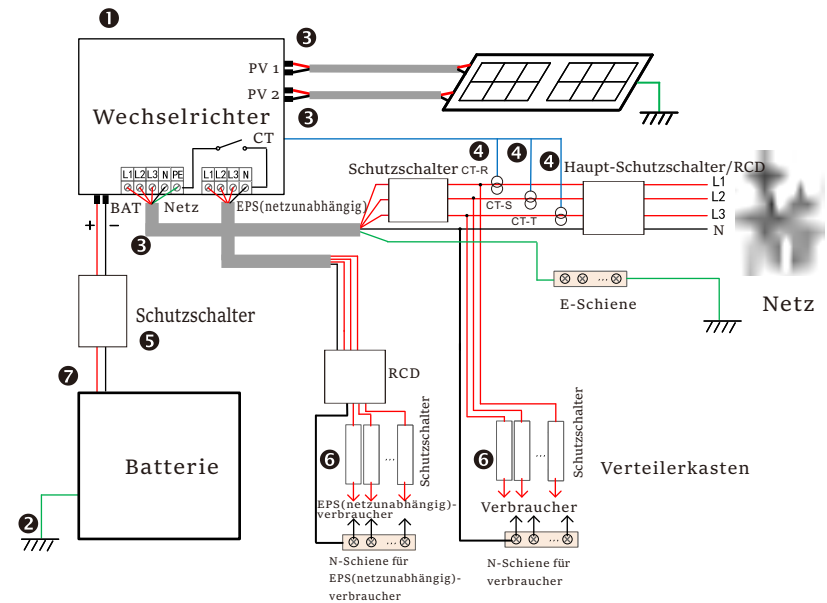 ❶
❸
PV 1
PV 2
❸
Wechselrichter
CT
❹
❹
❹
L1 L2 L3 N PE
L1 L2 L3 N
BAT
Netz
EPS(netzunabhängig)
+
−
❸
Schutzschalter
CT-R
CT-S
CT-T
Haupt-Schutzschalter/RCD
L1
L2
L3
N
Netz
... 
E-Schiene
Schutzschalter
❺
❼
Batterie
❷
RCD
❻
...
Schutzschalter
EPS(netzunabhängig)-
verbraucher
...
N-Schiene für
EPS(netzunabhängig)-
verbraucher
❻
...
Schutzschalter
Verbraucher
...
N-Schiene für
verbraucher
Verteilerkasten